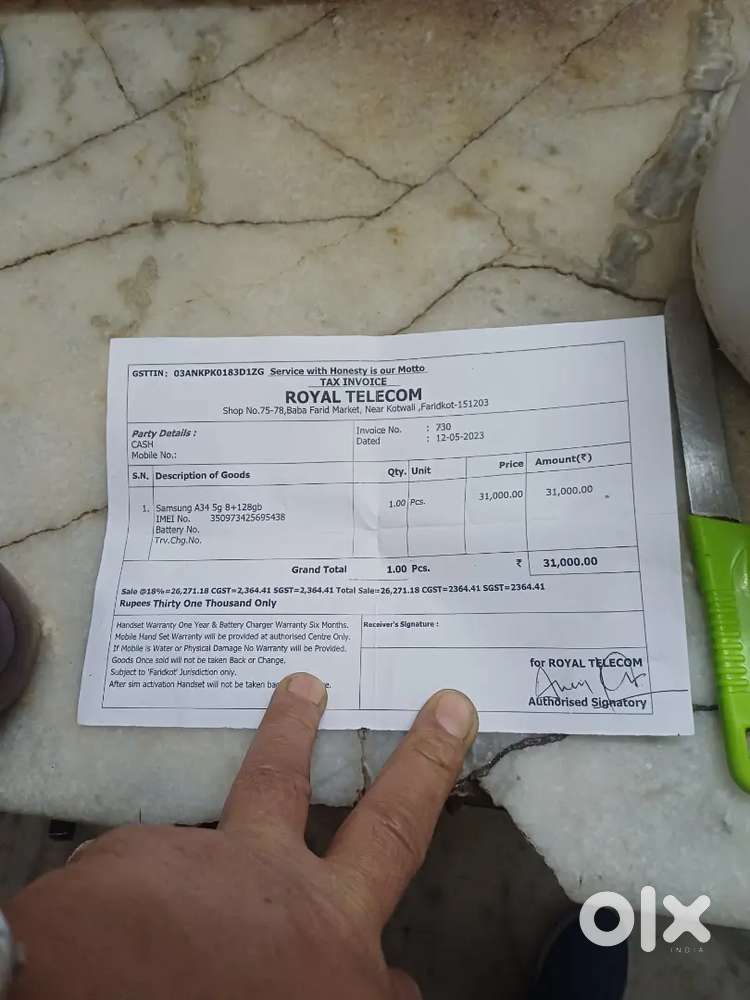 GSTTIN: 03ANKPK0183D1ZG Service with Honesty is our Motto
TAX INVOICE
ROYAL TELECOM
Shop No.75-78,Baba Farid Market, Near Kotwali ,Faridkot-151203
Party Details :
CASH
Mobile No.:
Invoice No. : 730
Dated : 12-05-2023
S.N. Description of Goods Qty. Unit Price Amount(₹)
1. Samsung A34 5g 8+128gb 1.00 Pcs. 31,000.00 31,000.00
IMEI No. 350973425695438
Battery No.
Trv.Chg.No.
Grand Total 1.00 Pcs. ₹ 31,000.00
Sale @18%=26,271.18 CGST=2,364.41 SGST=2,364.41 Total Sale=26,271.18 CGST=2364.41 SGST=2364.41
Rupees Thirty One Thousand Only
Handset Warranty One Year & Battery Charger Warranty Six Months.
Mobile Hand Set Warranty will be provided at authorised Centre Only.
If Mobile is Water or Physical Damage No Warranty will be Provided.
Goods Once sold will not be taken Back or Change.
Subject to 'Faridkot' Jurisdiction only.
After sim activation Handset will not be taken
Receiver's Signature :
for ROYAL TELECOM
Authorised Signatory
olx
INDIA